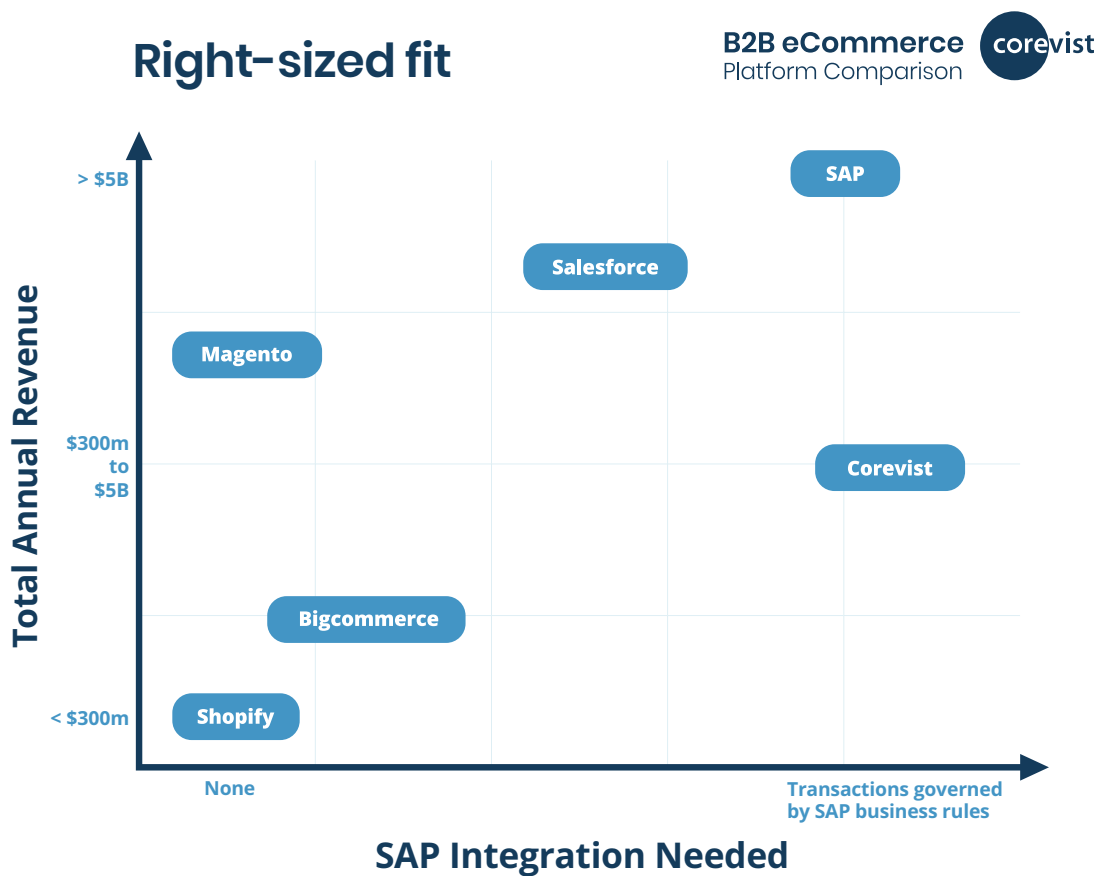 Right-sized fit
B2B eCommerce
Platform Comparison
corevist
Total Annual Revenue
> $5B
$300m
to
$5B
< $300m
SAP
Salesforce
Magento
Corevist
Bigcommerce
Shopify
None
Transactions governed
by SAP business rules
SAP Integration Needed